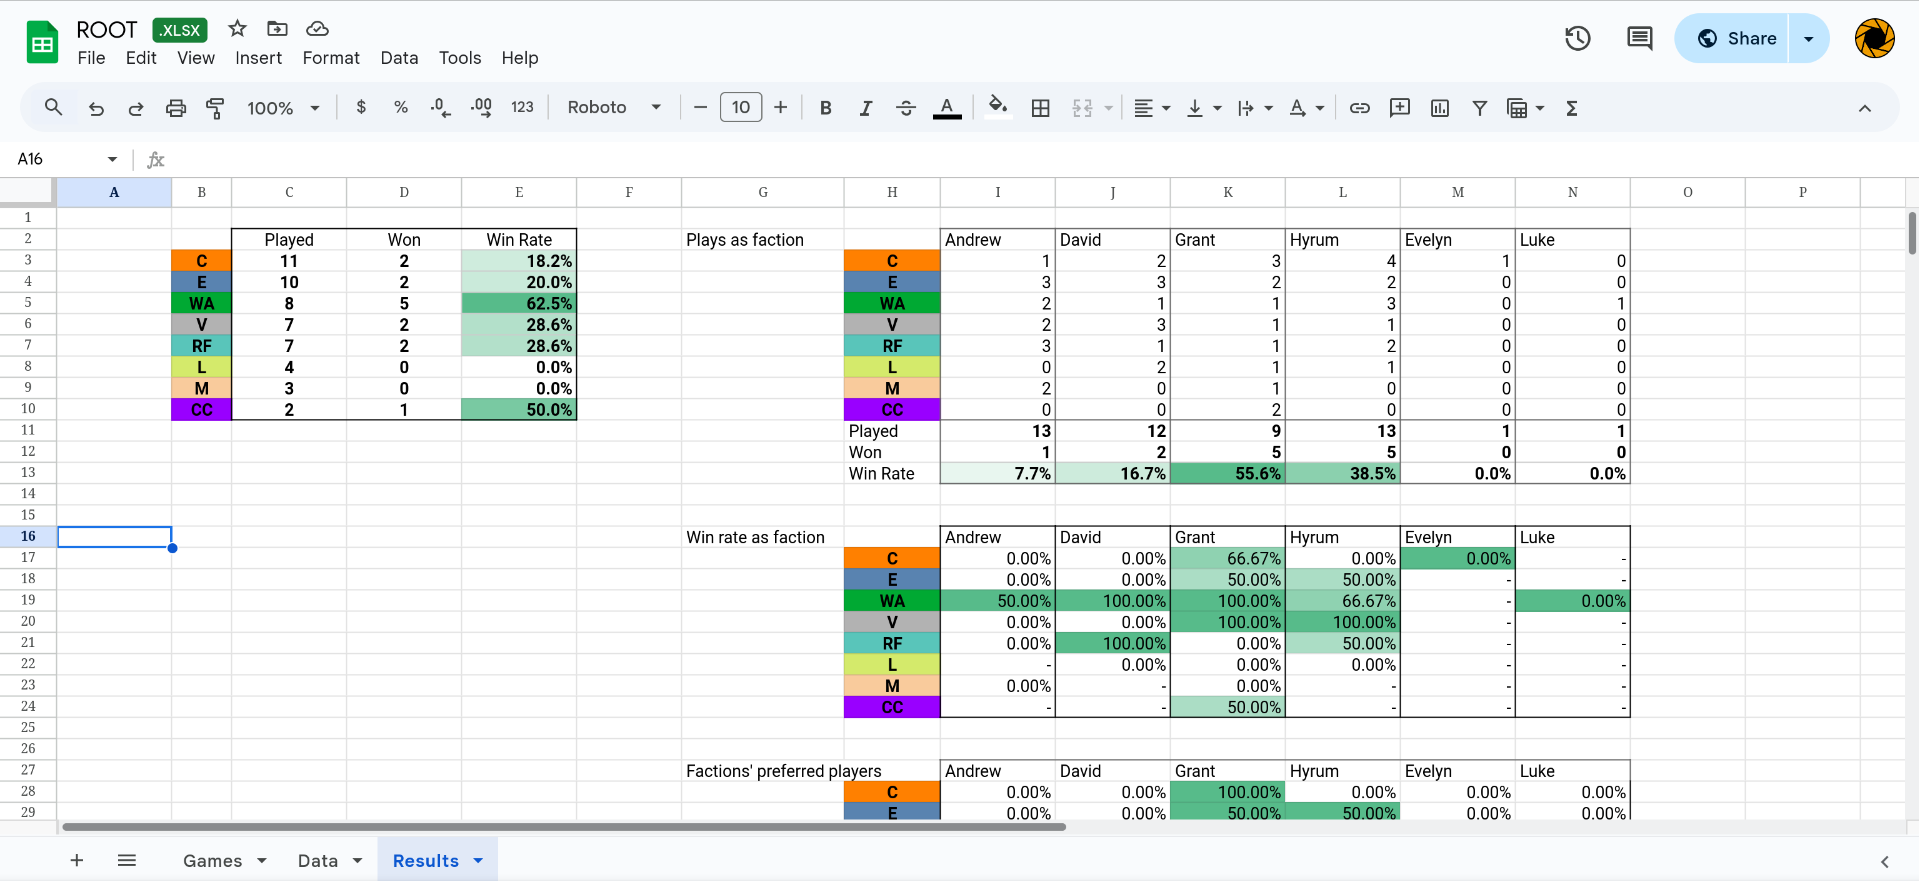 ROOT .XLSX
File Edit View Insert Format Data Tools Help
Share
100% $ % .0 .00 123 Roboto 10 B I S A A Σ
A16 fx
A B C D E F G H I J K L M N O P
1
2 Played Won Win Rate Plays as faction Andrew David Grant Hyrum Evelyn Luke
3 C 11 2 18.2% C 1 2 3 4 1 0
4 E 10 2 20.0% E 3 3 2 2 0 0
5 WA 8 5 62.5% WA 2 1 1 3 0 1
6 V 7 2 28.6% V 2 3 1 1 0 0
7 RF 7 2 28.6% RF 3 1 1 2 0 0
8 L 4 0 0.0% L 0 2 1 1 0 0
9 M 3 0 0.0% M 2 0 1 0 0 0
10 CC 2 1 50.0% CC 0 0 2 0 0 0
11 Played 13 12 9 13 1 1
12 Won 1 2 5 5 0 0
13 Win Rate 7.7% 16.7% 55.6% 38.5% 0.0% 0.0%
14
15
16 Win rate as faction Andrew David Grant Hyrum Evelyn Luke
17 C 0.00% 0.00% 66.67% 0.00% 0.00% -
18 E 0.00% 0.00% 50.00% 50.00% - -
19 WA 50.00% 100.00% 100.00% 66.67% - 0.00%
20 V 0.00% 0.00% 100.00% 100.00% - -
21 RF 0.00% 100.00% 0.00% 50.00% - -
22 L - 0.00% 0.00% 0.00% - -
23 M 0.00% - 0.00% - - -
24 CC - - 50.00% - - -
25
26
27 Factions' preferred players Andrew David Grant Hyrum Evelyn Luke
28 C 0.00% 0.00% 100.00% 0.00% 0.00% 0.00%
29 E 0.00% 0.00% 50.00% 50.00% 0.00% 0.00%
Games Data Results